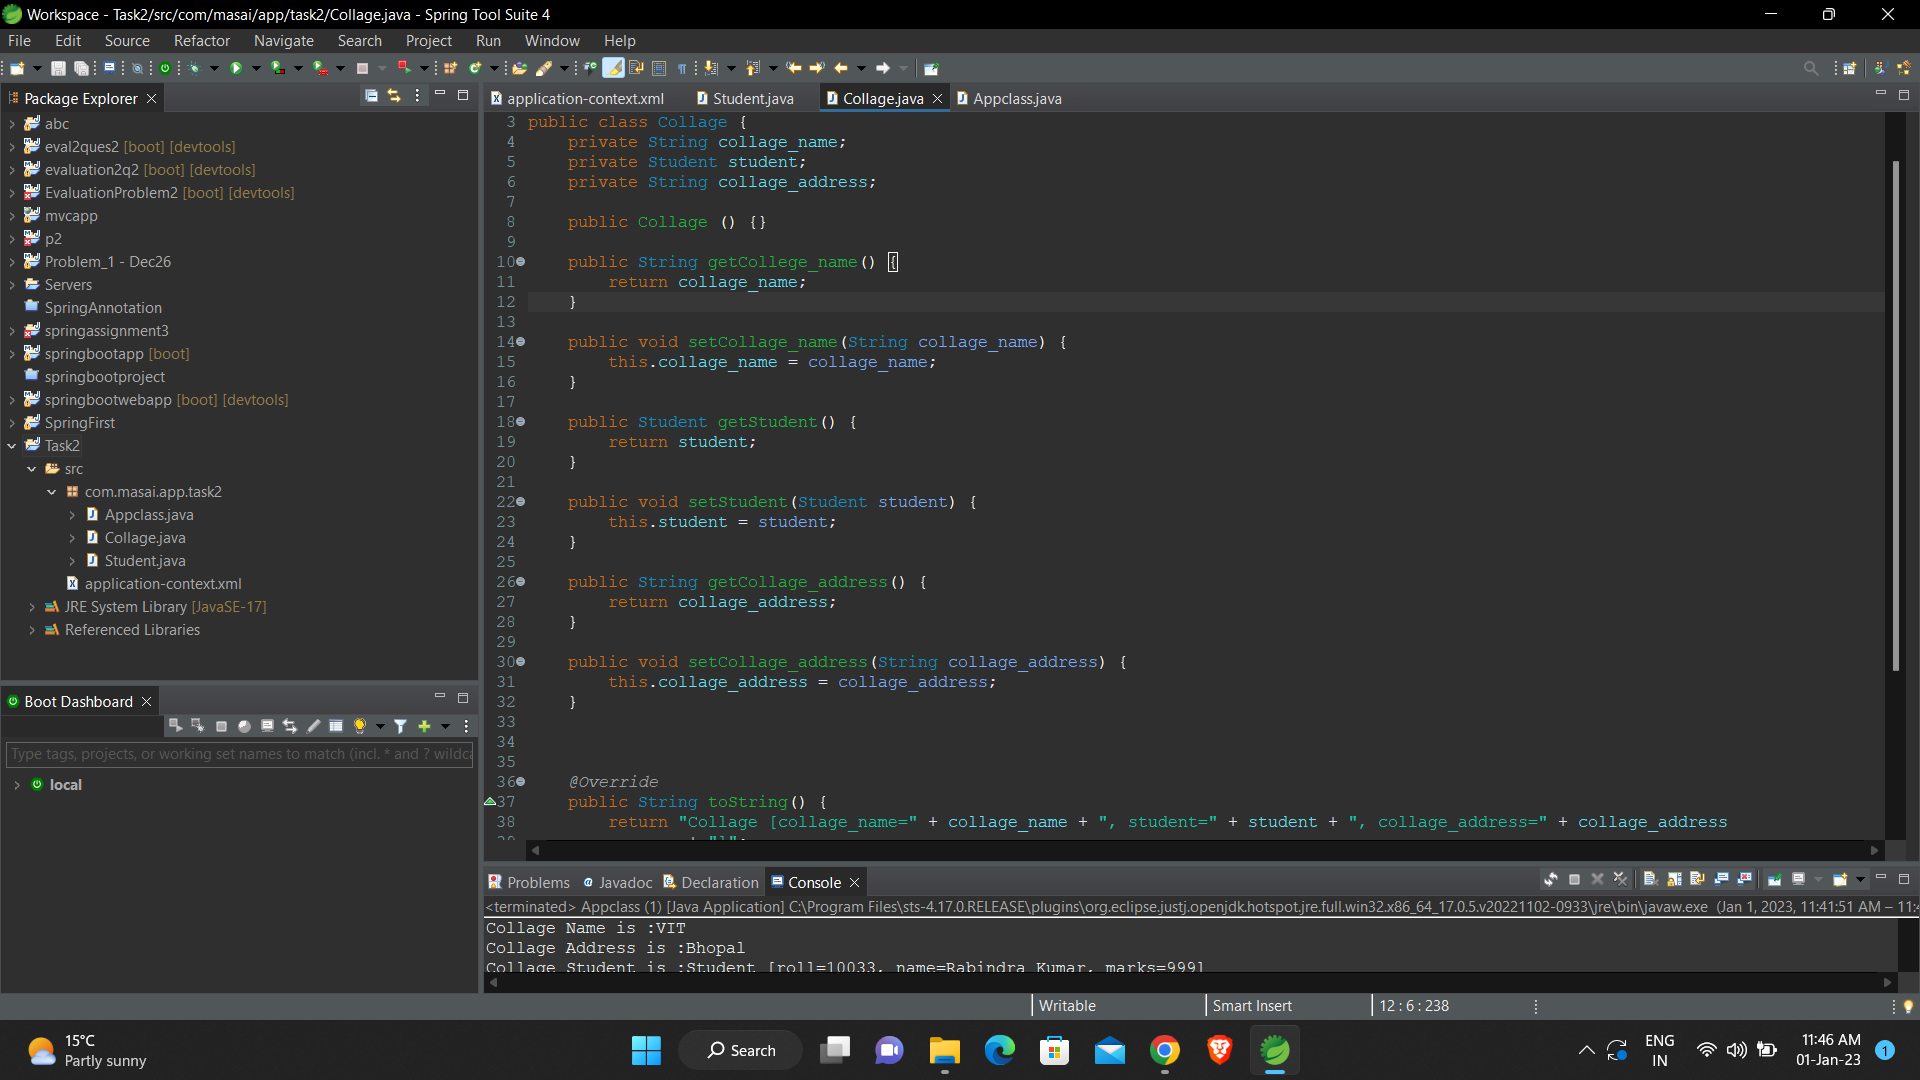 Workspace - Task2/src/com/masai/app/task2/Collage.java - Spring Tool Suite 4
File Edit Source Refactor Navigate Search Project Run Window Help
Package Explorer
abc
eval2ques2 [boot] [devtools]
evaluation2q2 [boot] [devtools]
EvaluationProblem2 [boot] [devtools]
mvcapp
p2
Problem_1 - Dec26
Servers
SpringAnnotation
springassignment3
springbootapp [boot]
springbootproject
springbootwebapp [boot] [devtools]
SpringFirst
Task2
src
com.masai.app.task2
Appclass.java
Collage.java
Student.java
application-context.xml
JRE System Library [JavaSE-17]
Referenced Libraries
Boot Dashboard
Type tags, projects, or working set names to match (incl. * and ? wildca
local
application-context.xml Student.java Collage.java Appclass.java
3 public class Collage {
4 private String collage_name;
5 private Student student;
6 private String collage_address;
7
8 public Collage () {}
9
10 public String getCollege_name() {
11 return collage_name;
12 }
13
14 public void setCollage_name(String collage_name) {
15 this.collage_name = collage_name;
16 }
17
18 public Student getStudent() {
19 return student;
20 }
21
22 public void setStudent(Student student) {
23 this.student = student;
24 }
25
26 public String getCollage_address() {
27 return collage_address;
28 }
29
30 public void setCollage_address(String collage_address) {
31 this.collage_address = collage_address;
32 }
33
34
35
36 @Override
37 public String toString() {
38 return "Collage [collage_name=" + collage_name + ", student=" + student + ", collage_address=" + collage_address
Problems Javadoc Declaration Console
<terminated> Appclass (1) [Java Application] C:\Program Files\sts-4.17.0.RELEASE\plugins\org.eclipse.justj.openjdk.hotspot.jre.full.win32.x86_64_17.0.5.v20221102-0933\jre\bin\javaw.exe (Jan 1, 2023, 11:41:51 AM – 11:4
Collage Name is :VIT
Collage Address is :Bhopal
Collage Student is :Student [roll=10033, name=Rabindra Kumar, marks=999]
Writable Smart Insert 12 : 6 : 238
15°C
Partly sunny
Search
ENG
IN
11:46 AM
01-Jan-23
1